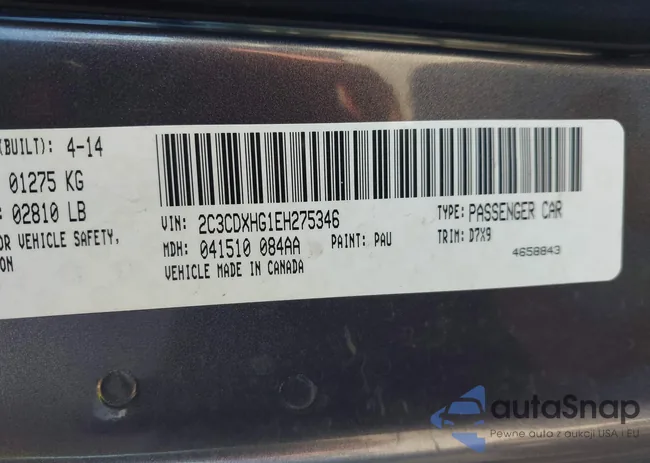 (BUILT): 4-14
01275 KG
: 02810 LB
OR VEHICLE SAFETY,
ON
VIN: 2C3CDXHG1EH275346
TYPE: PASSENGER CAR
MDH: 041510 084AA
PAINT: PAU
TRIM: D7X9
VEHICLE MADE IN CANADA
4658843
autaSnap
Pewne auta z aukcji USA i EU